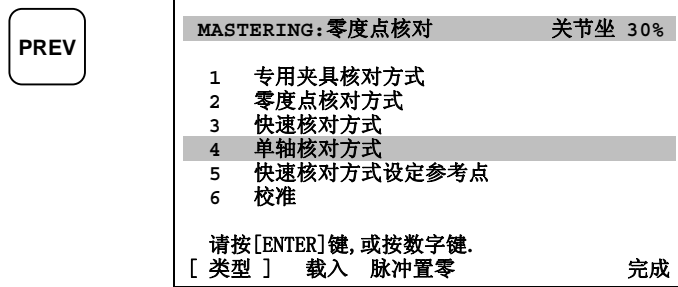 PREV
MASTERING:零度点核对 关节坐 30%
1 专用夹具核对方式
2 零度点核对方式
3 快速核对方式
4 单轴核对方式
5 快速核对方式设定参考点
6 校准
请按[ENTER]键,或按数字键.
[ 类型 ] 载入 脉冲置零 完成